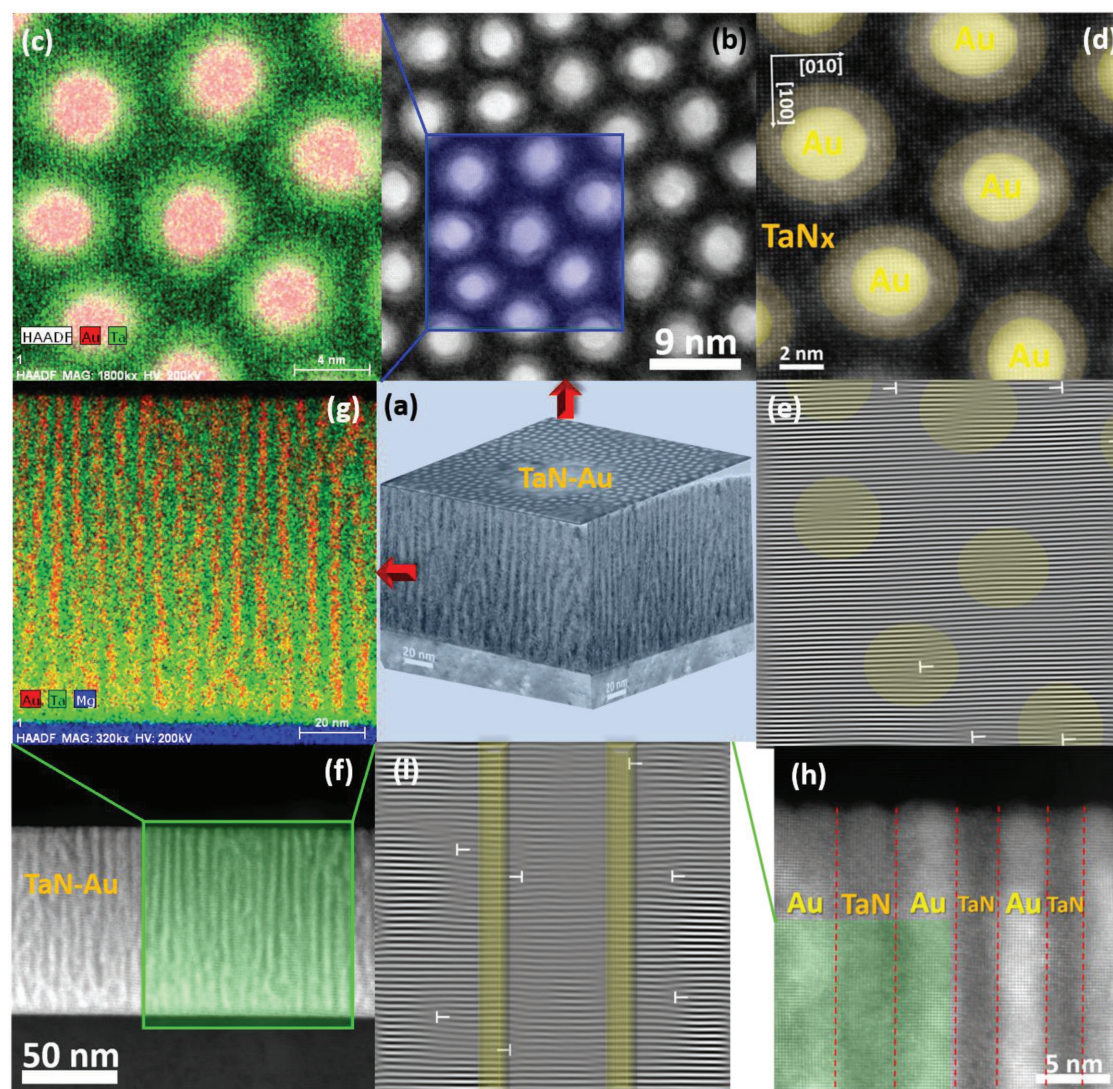 (c)
HAADF Au Ta
1
4 nm
HAADF MAG: 1800kx HV: 200kV
(b)
9 nm
(d)
[010]
[100]
Au
Au
Au
TaNx
Au
Au
2 nm
(g)
Au Ta Mg
1
20 nm
HAADF MAG: 320kx HV: 200kV
(a)
TaN-Au
20 nm
20 nm
(e)
(f)
TaN-Au
50 nm
(i)
(h)
Au TaN Au TaN Au TaN
5 nm